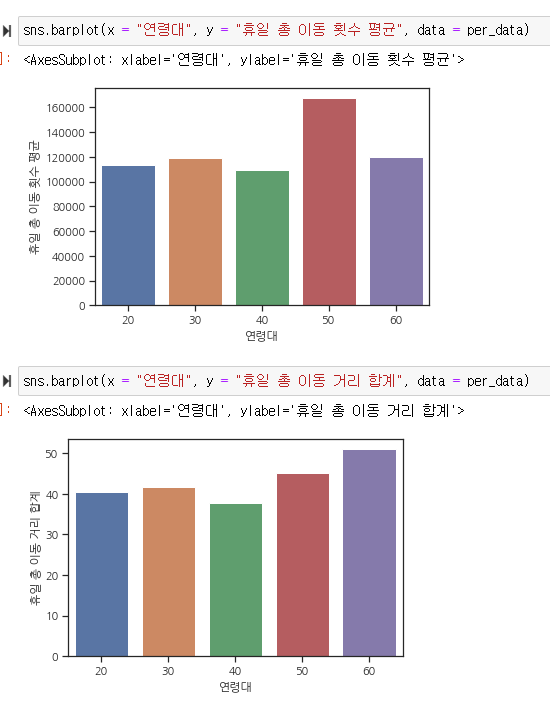 sns.barplot(x = "연령대", y = "휴일 총 이동 횟수 평균", data = per_data)
]: <AxesSubplot: xlabel='연령대', ylabel='휴일 총 이동 횟수 평균'>
휴일 총 이동 횟수 평균
160000
140000
120000
100000
80000
60000
40000
20000
0
20 30 40 50 60
연령대
sns.barplot(x = "연령대", y = "휴일 총 이동 거리 합계", data = per_data)
]: <AxesSubplot: xlabel='연령대', ylabel='휴일 총 이동 거리 합계'>
휴일 총 이동 거리 합계
50
40
30
20
10
0
20 30 40 50 60
연령대